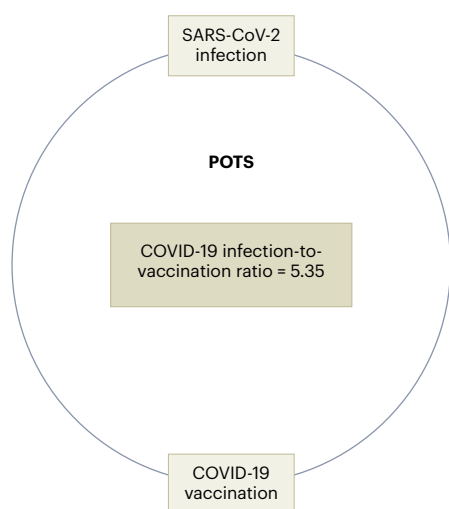 SARS-CoV-2
infection
POTS
COVID-19 infection-to-
vaccination ratio = 5.35
COVID-19
vaccination